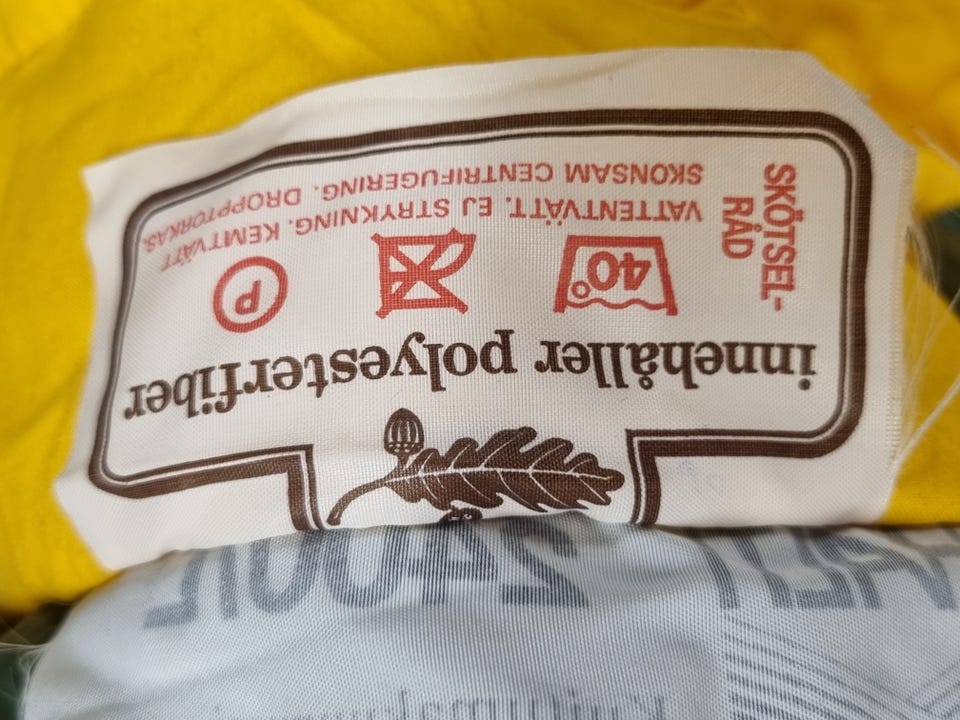 innehåller polyesterfiber
SKÖTSEL-
RÅD
40°
P
VATTENTVÄTT. EJ STRYKNING. KEMTVÄTT
SKONSAM CENTRIFUGERING. DROPPTORKAS.